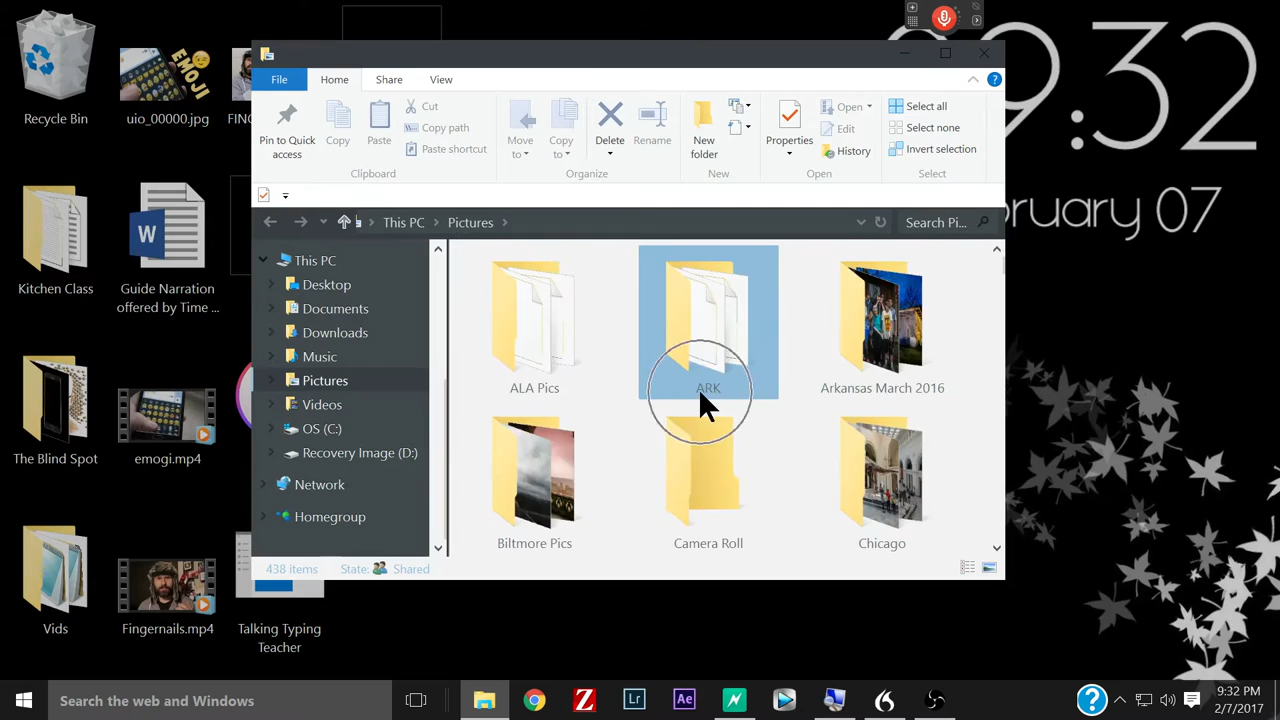 9:32
February 07
Recycle Bin
uio_00000.jpg
EMOJI
Kitchen Class
Guide Narration
offered by Time ...
The Blind Spot
emogi.mp4
Vids
Fingernails.mp4
Talking Typing
Teacher
File
Home
Share
View
Pin to Quick
access
Copy
Paste
Cut
Copy path
Paste shortcut
Clipboard
Move
to
Copy
to
Delete
Rename
Organize
New
folder
New
Properties
Open
Edit
History
Open
Select all
Select none
Invert selection
Select
This PC
Pictures
Search Pi...
This PC
Desktop
Documents
Downloads
Music
Pictures
Videos
OS (C:)
Recovery Image (D:)
Network
Homegroup
ALA Pics
ARK
Arkansas March 2016
Biltmore Pics
Camera Roll
Chicago
438 items
State:
Shared
Search the web and Windows
Z
Lr
Ae
9:32 PM
2/7/2017